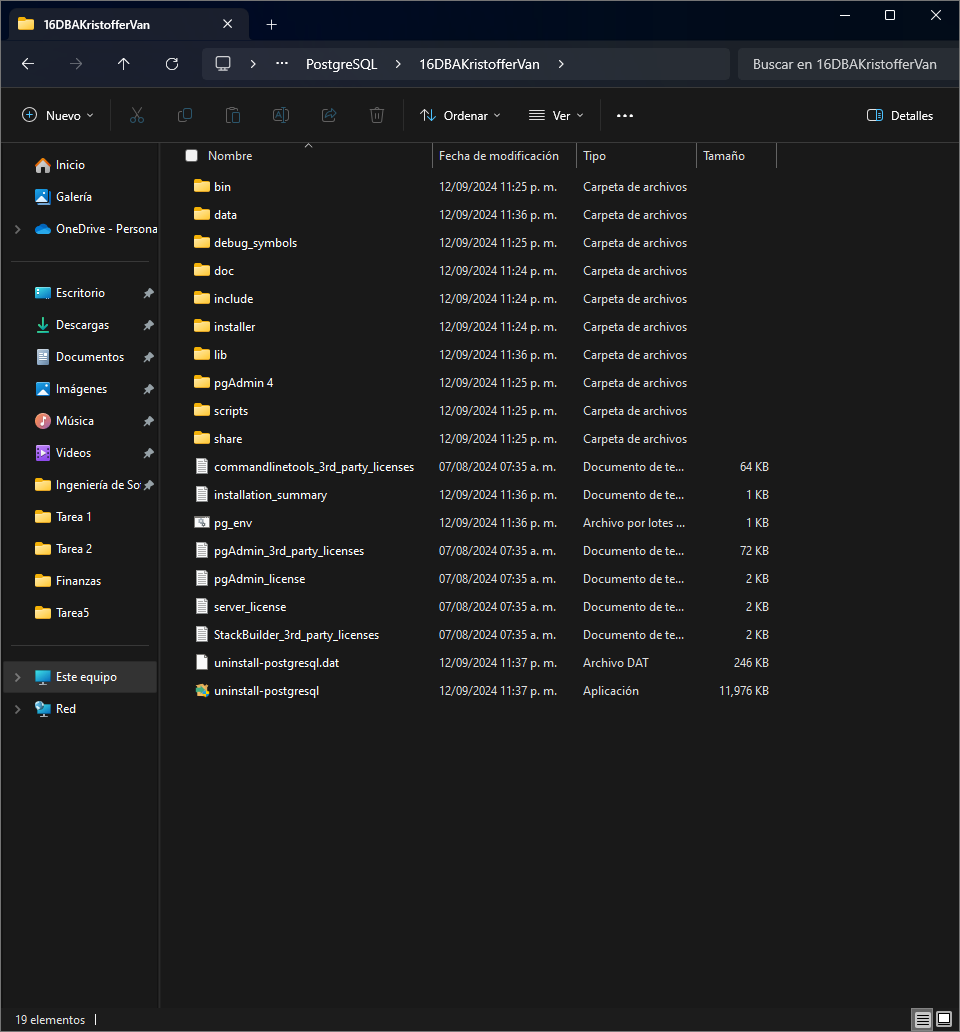 16DBAKristofferVan
PostgreSQL 16DBAKristofferVan Buscar en 16DBAKristofferVan
Nuevo Ordenar Ver Detalles
Inicio
Galería
OneDrive - Persona
Escritorio
Descargas
Documentos
Imágenes
Música
Videos
Ingeniería de So
Tarea 1
Tarea 2
Finanzas
Tarea5
Este equipo
Red
Nombre Fecha de modificación Tipo Tamaño
bin 12/09/2024 11:25 p. m. Carpeta de archivos
data 12/09/2024 11:36 p. m. Carpeta de archivos
debug_symbols 12/09/2024 11:25 p. m. Carpeta de archivos
doc 12/09/2024 11:24 p. m. Carpeta de archivos
include 12/09/2024 11:24 p. m. Carpeta de archivos
installer 12/09/2024 11:24 p. m. Carpeta de archivos
lib 12/09/2024 11:36 p. m. Carpeta de archivos
pgAdmin 4 12/09/2024 11:25 p. m. Carpeta de archivos
scripts 12/09/2024 11:25 p. m. Carpeta de archivos
share 12/09/2024 11:25 p. m. Carpeta de archivos
commandlinetools_3rd_party_licenses 07/08/2024 07:35 a. m. Documento de te... 64 KB
installation_summary 12/09/2024 11:36 p. m. Documento de te... 1 KB
pg_env 12/09/2024 11:36 p. m. Archivo por lotes ... 1 KB
pgAdmin_3rd_party_licenses 07/08/2024 07:35 a. m. Documento de te... 72 KB
pgAdmin_license 07/08/2024 07:35 a. m. Documento de te... 2 KB
server_license 07/08/2024 07:35 a. m. Documento de te... 2 KB
StackBuilder_3rd_party_licenses 07/08/2024 07:35 a. m. Documento de te... 2 KB
uninstall-postgresql.dat 12/09/2024 11:37 p. m. Archivo DAT 246 KB
uninstall-postgresql 12/09/2024 11:37 p. m. Aplicación 11,976 KB
19 elementos